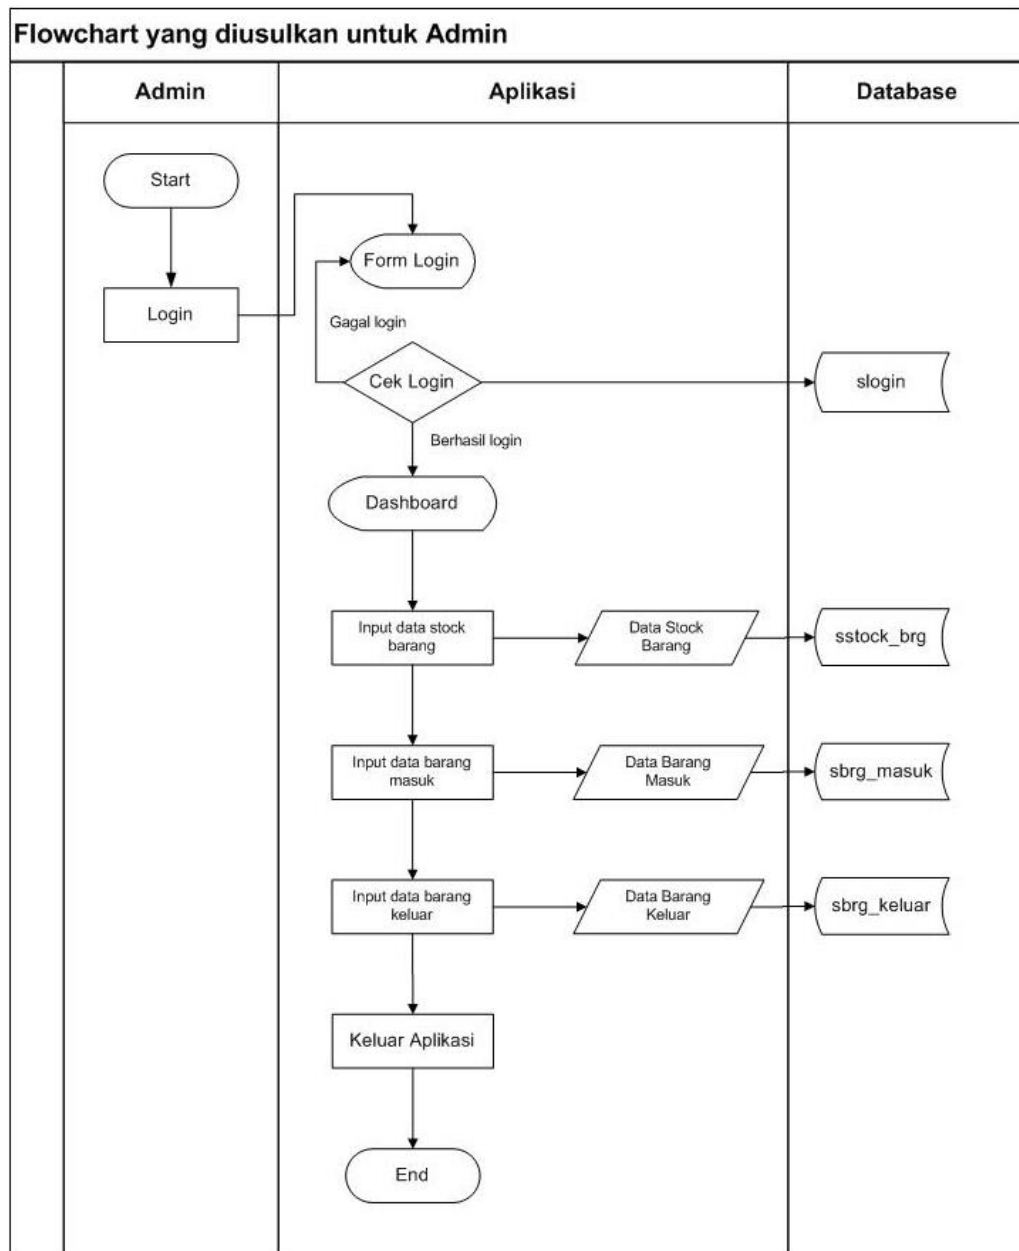 Flowchart yang diusulkan untuk Admin
Admin
Aplikasi
Database
Start
Form Login
Login
Gagal login
Cek Login
slogin
Berhasil login
Dashboard
Input data stock
barang
Data Stock
Barang
sstock_brg
Input data barang
masuk
Data Barang
Masuk
sbrg_masuk
Input data barang
keluar
Data Barang
Keluar
sbrg_keluar
Keluar Aplikasi
End